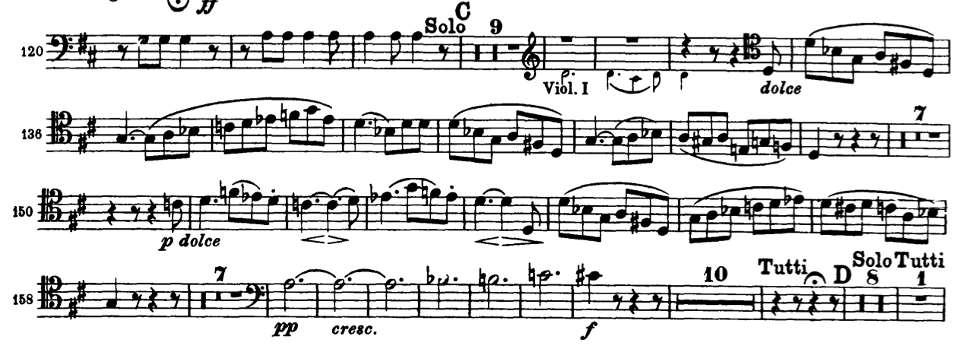 ff
C
Solo 9
120
Viol. I
dolce
136
7
150
p dolce
158
7
pp cresc. f
10
Tutti
D
Solo
8
Tutti
1